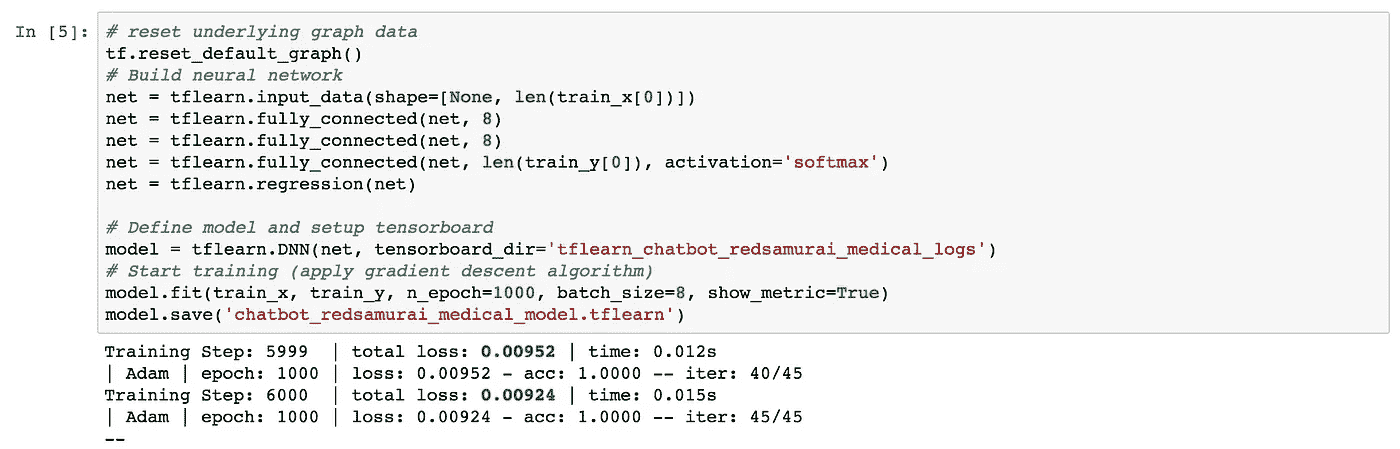 In [5]: # reset underlying graph data
tf.reset_default_graph()
# Build neural network
net = tflearn.input_data(shape=[None, len(train_x[0])])
net = tflearn.fully_connected(net, 8)
net = tflearn.fully_connected(net, 8)
net = tflearn.fully_connected(net, len(train_y[0]), activation='softmax')
net = tflearn.regression(net)
# Define model and setup tensorboard
model = tflearn.DNN(net, tensorboard_dir='tflearn_chatbot_redsamurai_medical_logs')
# Start training (apply gradient descent algorithm)
model.fit(train_x, train_y, n_epoch=1000, batch_size=8, show_metric=True)
model.save('chatbot_redsamurai_medical_model.tflearn')
Training Step: 5999  | total loss: 0.00952 | time: 0.012s
| Adam | epoch: 1000 | loss: 0.00952 - acc: 1.0000 -- iter: 40/45
Training Step: 6000  | total loss: 0.00924 | time: 0.015s
| Adam | epoch: 1000 | loss: 0.00924 - acc: 1.0000 -- iter: 45/45
--